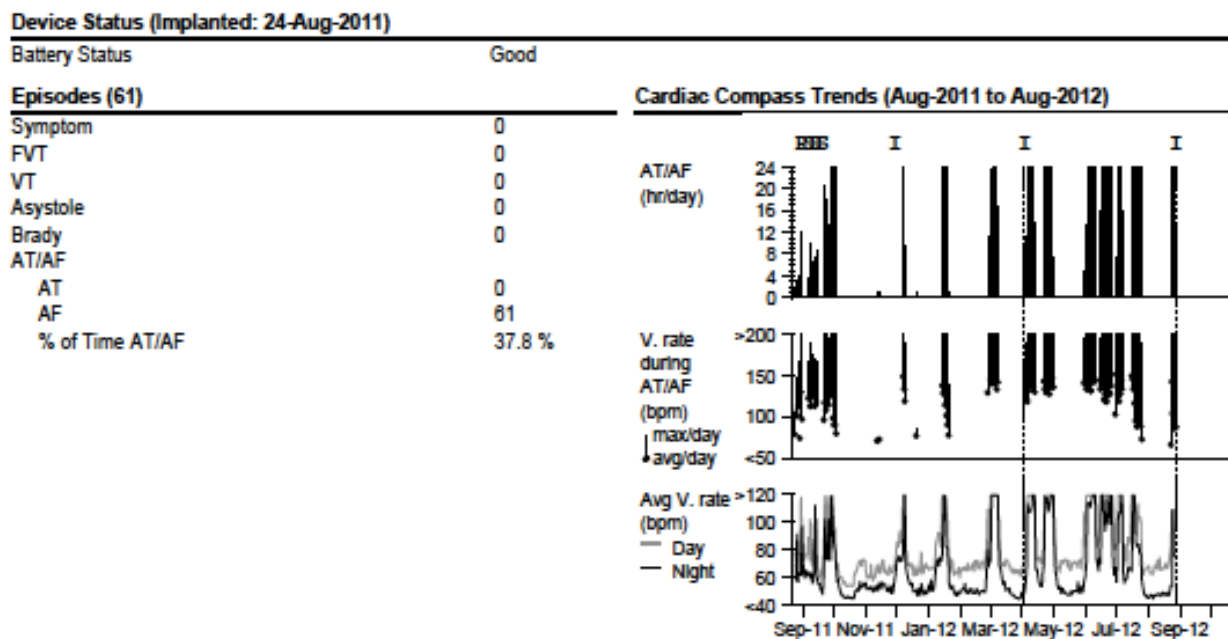 Device Status (Implanted: 24-Aug-2011)
Battery Status Good
Episodes (61)
Symptom 0
FVT 0
VT 0
Asystole 0
Brady 0
AT/AF
AT 0
AF 61
% of Time AT/AF 37.8 %
Cardiac Compass Trends (Aug-2011 to Aug-2012)
I I I
AT/AF
(hr/day)
24
20
16
12
8
4
0
V. rate
during
AT/AF
(bpm)
max/day
avg/day
>200
150
100
<50
Avg V. rate
(bpm)
Day
Night
>120
100
80
60
<40
Sep-11 Nov-11 Jan-12 Mar-12 May-12 Jul-12 Sep-12